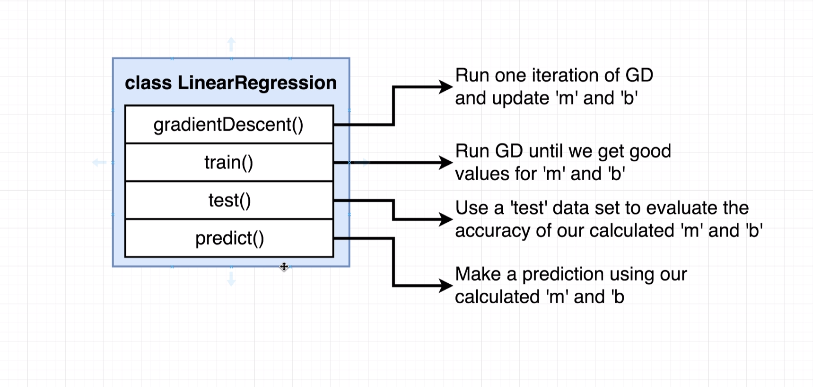 class LinearRegression
gradientDescent()
train()
test()
predict()
Run one iteration of GD
and update 'm' and 'b'
Run GD until we get good
values for 'm' and 'b'
Use a 'test' data set to evaluate the
accuracy of our calculated 'm' and 'b'
Make a prediction using our
calculated 'm' and 'b